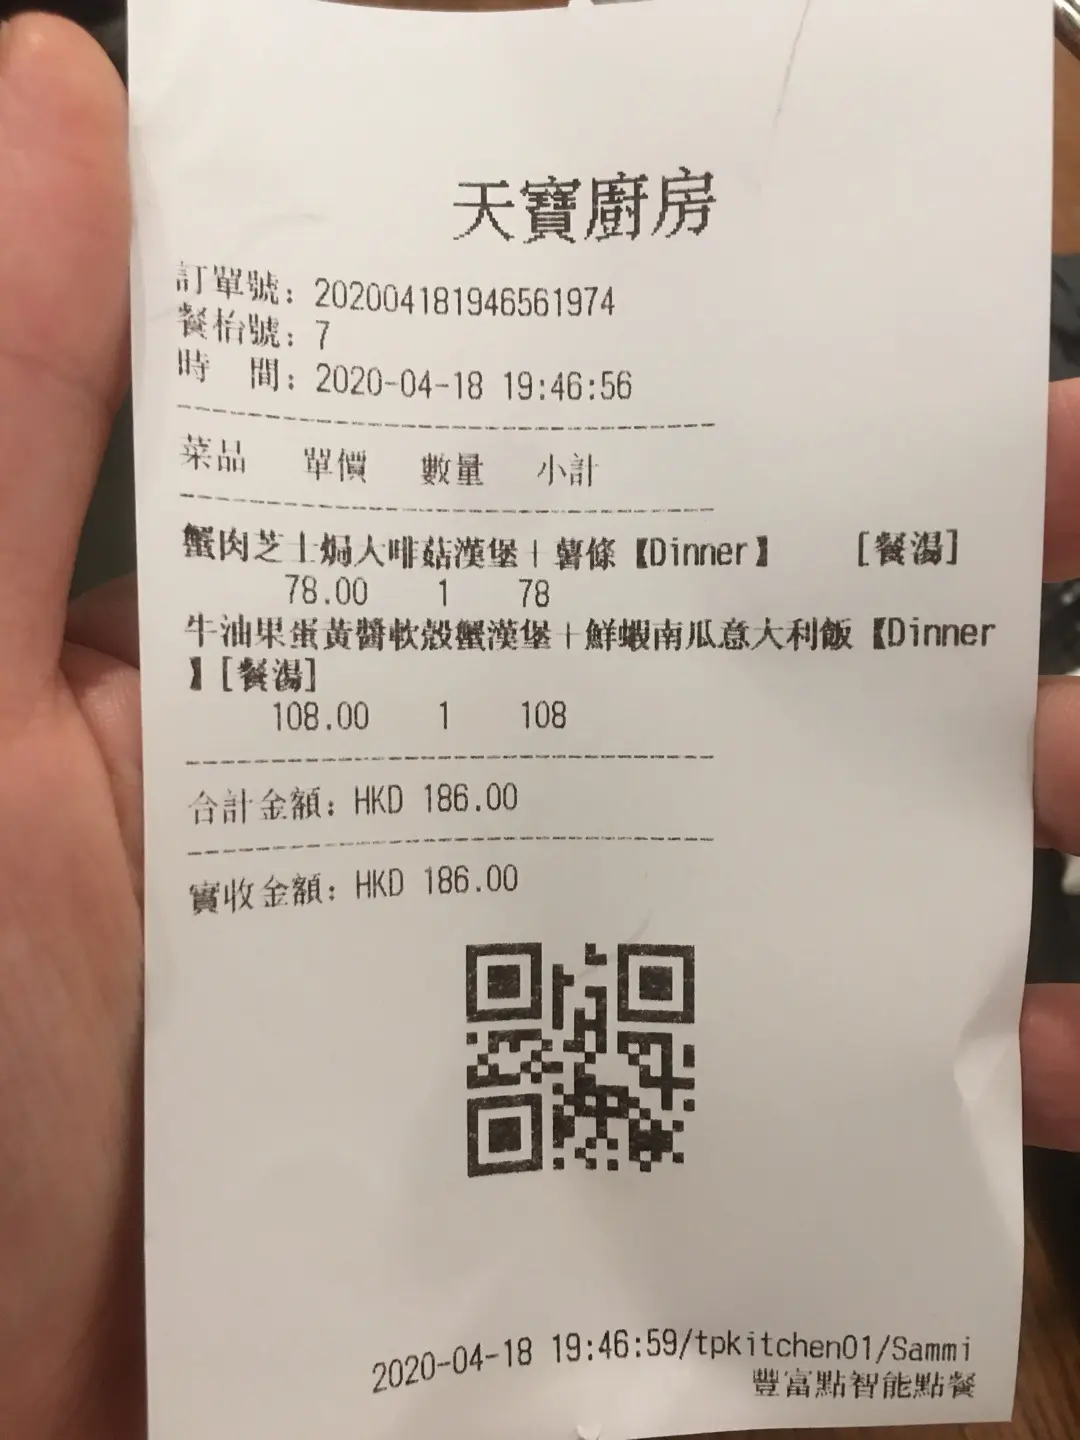 天寶廚房
訂單號：202004181946561974
餐枱號：7
時　間：2020-04-18 19:46:56
菜品 單價 數量 小計
蟹肉芝士焗大啡菇漢堡＋薯條【Dinner】 [餐湯]
78.00 1 78
牛油果蛋黃醬軟殼蟹漢堡＋鮮蝦南瓜意大利飯【Dinner
】[餐湯]
108.00 1 108
合計金額：HKD 186.00
實收金額：HKD 186.00
2020-04-18 19:46:59/tpkitchen01/Sammi
豐富點智能點餐